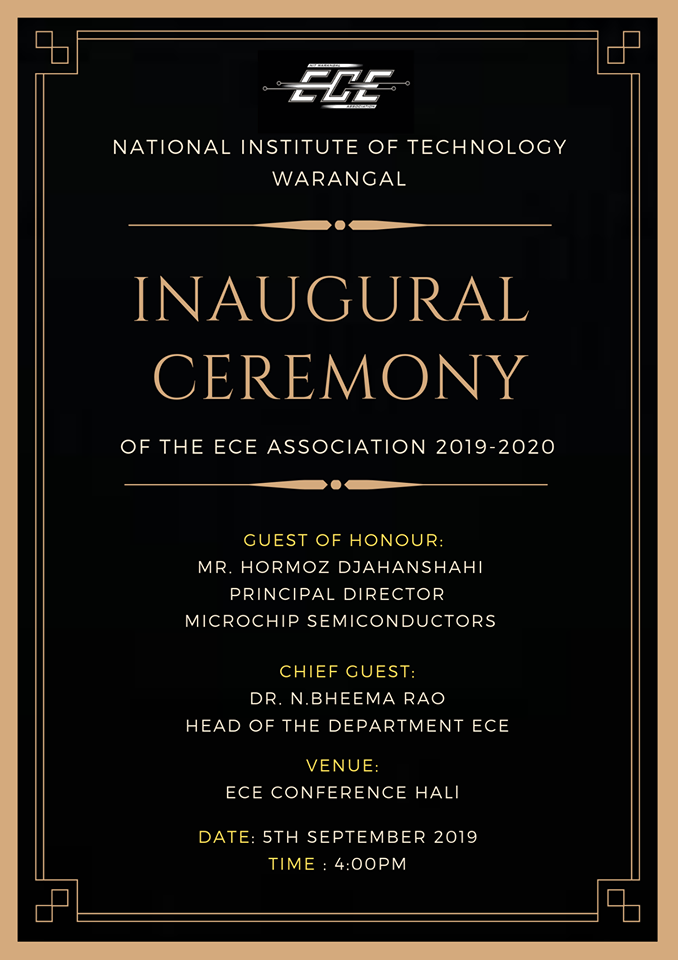 NIT WARANGAL
ECE
ASSOCIATION
NATIONAL INSTITUTE OF TECHNOLOGY
WARANGAL
INAUGURAL
CEREMONY
OF THE ECE ASSOCIATION 2019-2020
GUEST OF HONOUR:
MR. HORMOZ DJAHANSHAHI
PRINCIPAL DIRECTOR
MICROCHIP SEMICONDUCTORS
CHIEF GUEST:
DR. N.BHEEMA RAO
HEAD OF THE DEPARTMENT ECE
VENUE:
ECE CONFERENCE HALl
DATE: 5TH SEPTEMBER 2019
TIME : 4:00PM